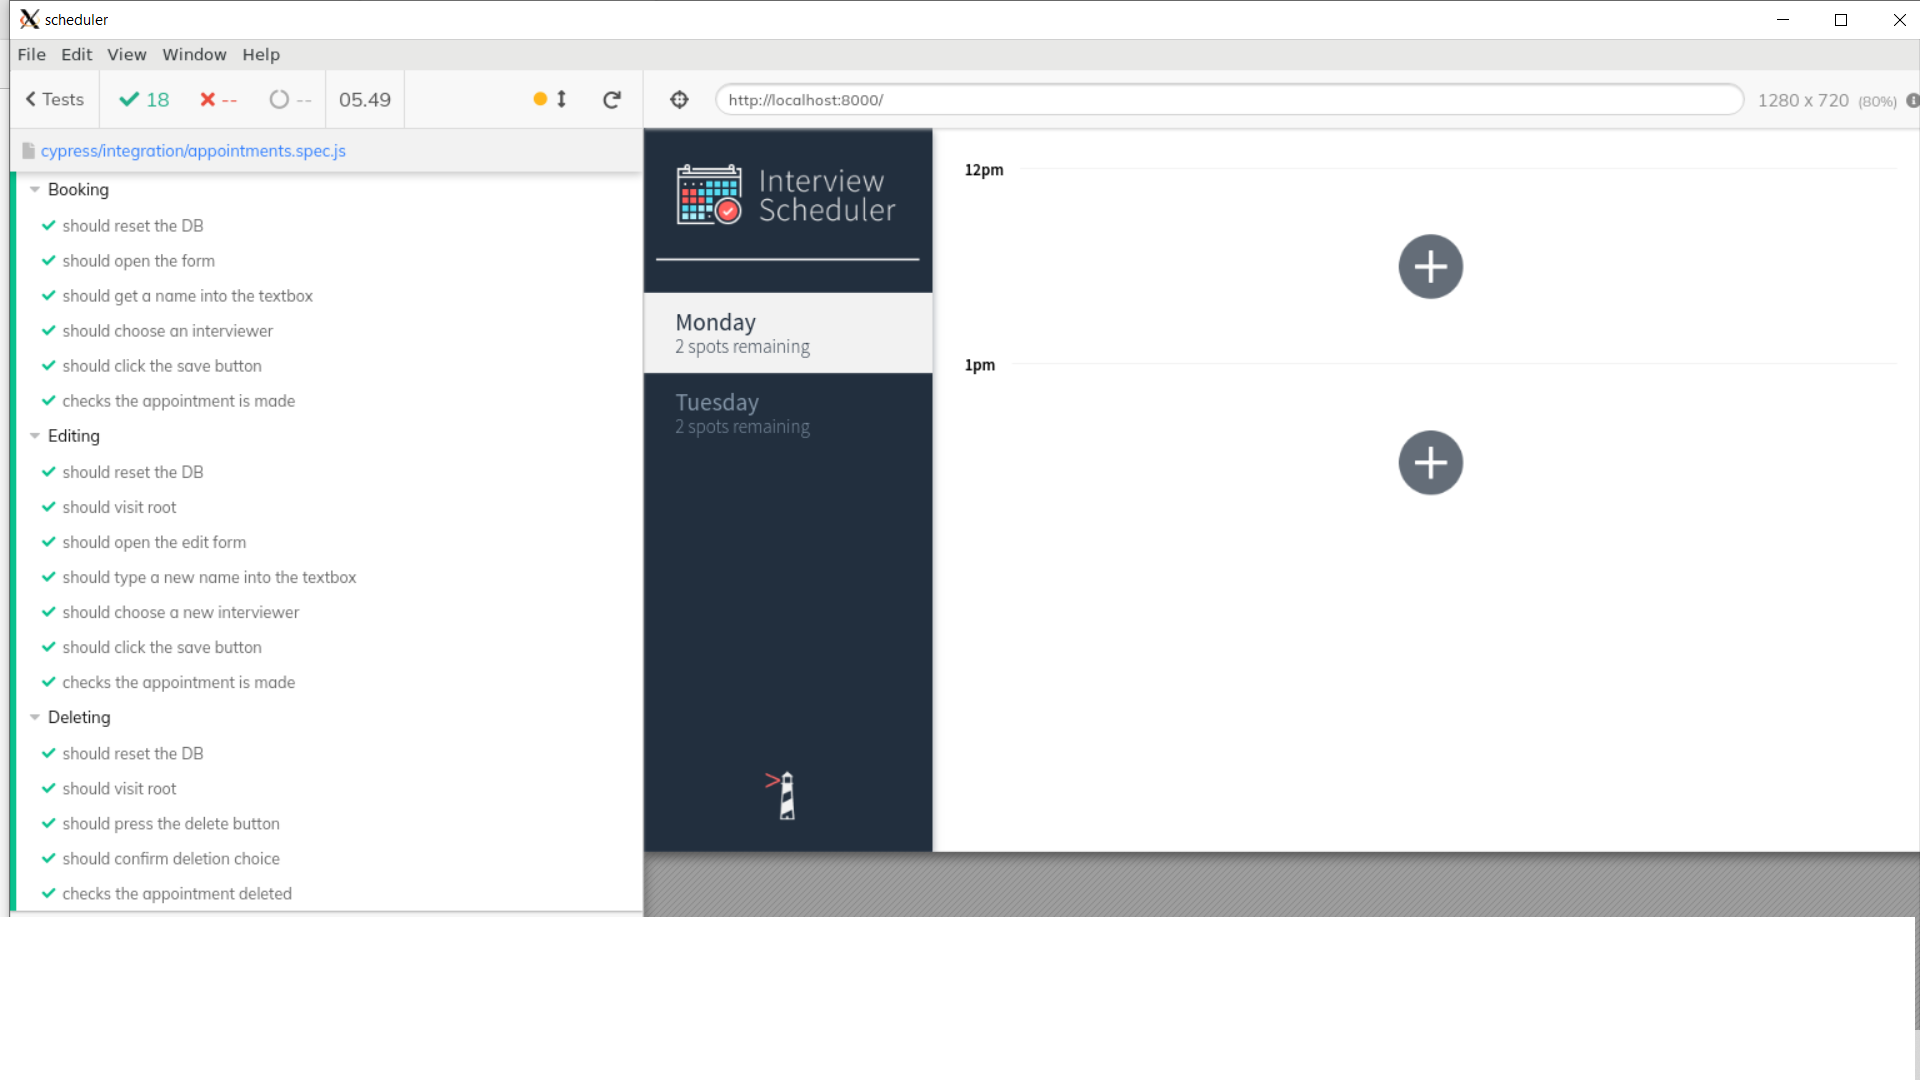 scheduler
File Edit View Window Help
Tests 18 -- -- 05.49
http://localhost:8000/ 1280 x 720 (80%)
cypress/integration/appointments.spec.js
Booking
should reset the DB
should open the form
should get a name into the textbox
should choose an interviewer
should click the save button
checks the appointment is made
Editing
should reset the DB
should visit root
should open the edit form
should type a new name into the textbox
should choose a new interviewer
should click the save button
checks the appointment is made
Deleting
should reset the DB
should visit root
should press the delete button
should confirm deletion choice
checks the appointment deleted
Interview
Scheduler
Monday
2 spots remaining
Tuesday
2 spots remaining
12pm
1pm